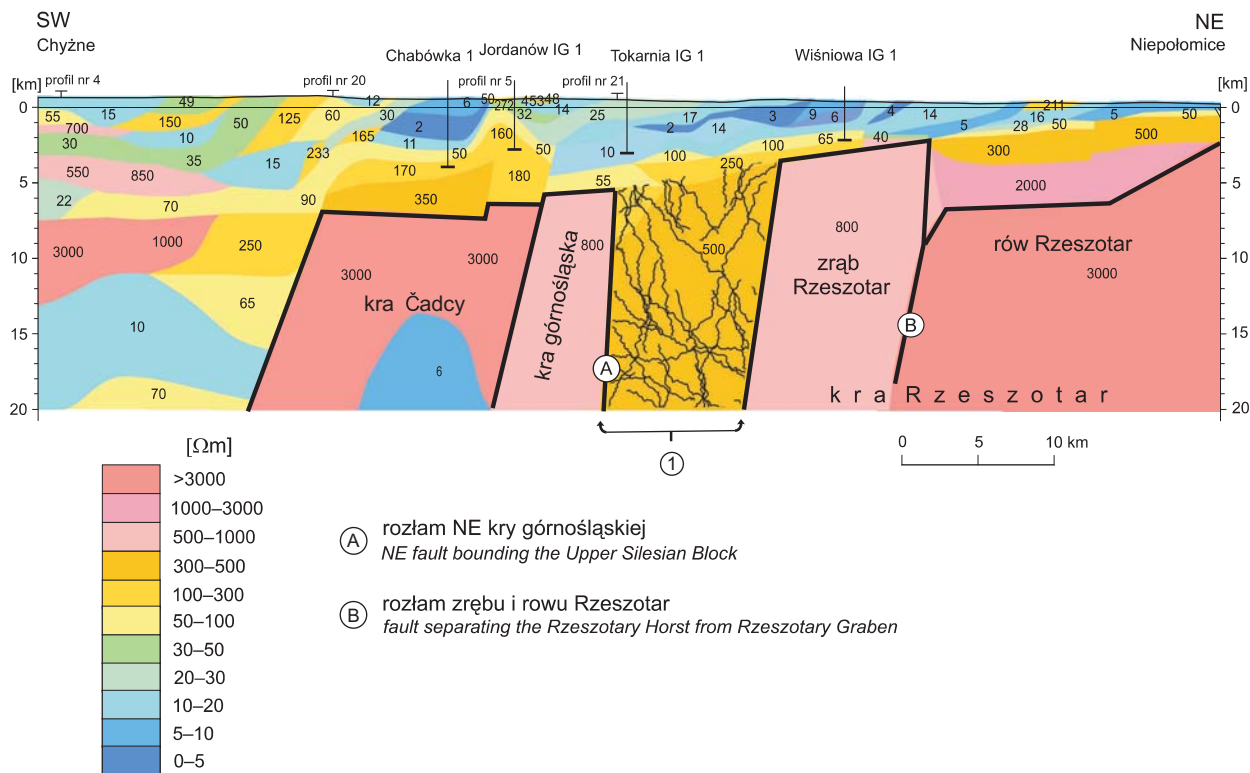 SW
NE
Chyżne
Niepołomice
Chabówka 1
Jordanów IG 1
Tokarnia IG 1
Wiśniowa IG 1
[km]
profil nr 4
profil nr 20
profil nr 5
profil nr 21
[km]
49 12 6 50 453 48 211
0 55 15 150 50 125 60 30 272 32 14 25 17 3 9 6 4 14 16 5 50 0
700 10 165 2 160 2 14 65 40 5 28 50 500
30 35 15 233 11 50 50 10 100 100 300
550 850 170 180 250
5 55 2000 5
22 70 90 350
3000 1000 250 3000 3000 800 500 800 rów Rzeszotar
10 3000 10
kra Čadcy
kra górnośląska
zrąb
Rzeszotar
65
10
15 B 15
6 A
70 kra Rzeszotar
20 20
1
0 5 10 km
[Ωm]
>3000
1000–3000
500–1000
300–500
100–300
50–100
30–50
20–30
10–20
5–10
0–5
A rozłam NE kry górnośląskiej
NE fault bounding the Upper Silesian Block
B rozłam zrębu i rowu Rzeszotar
fault separating the Rzeszotary Horst from Rzeszotary Graben